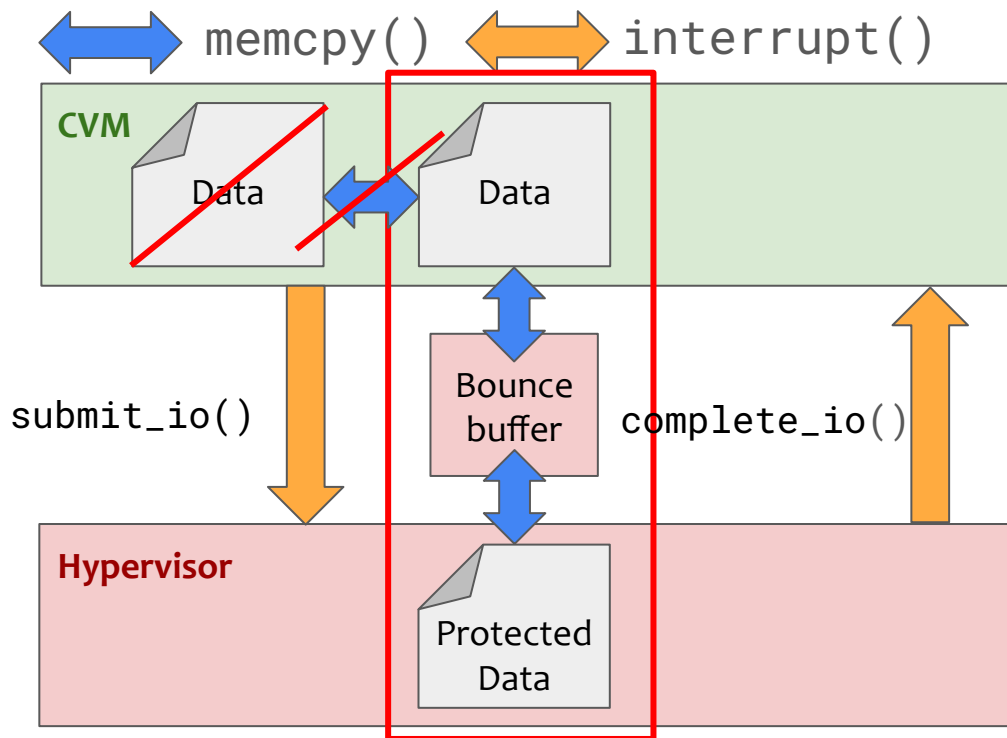 memcpy() interrupt()
CVM
Data Data
Bounce
buffer
submit_io() complete_io()
Hypervisor
Protected
Data